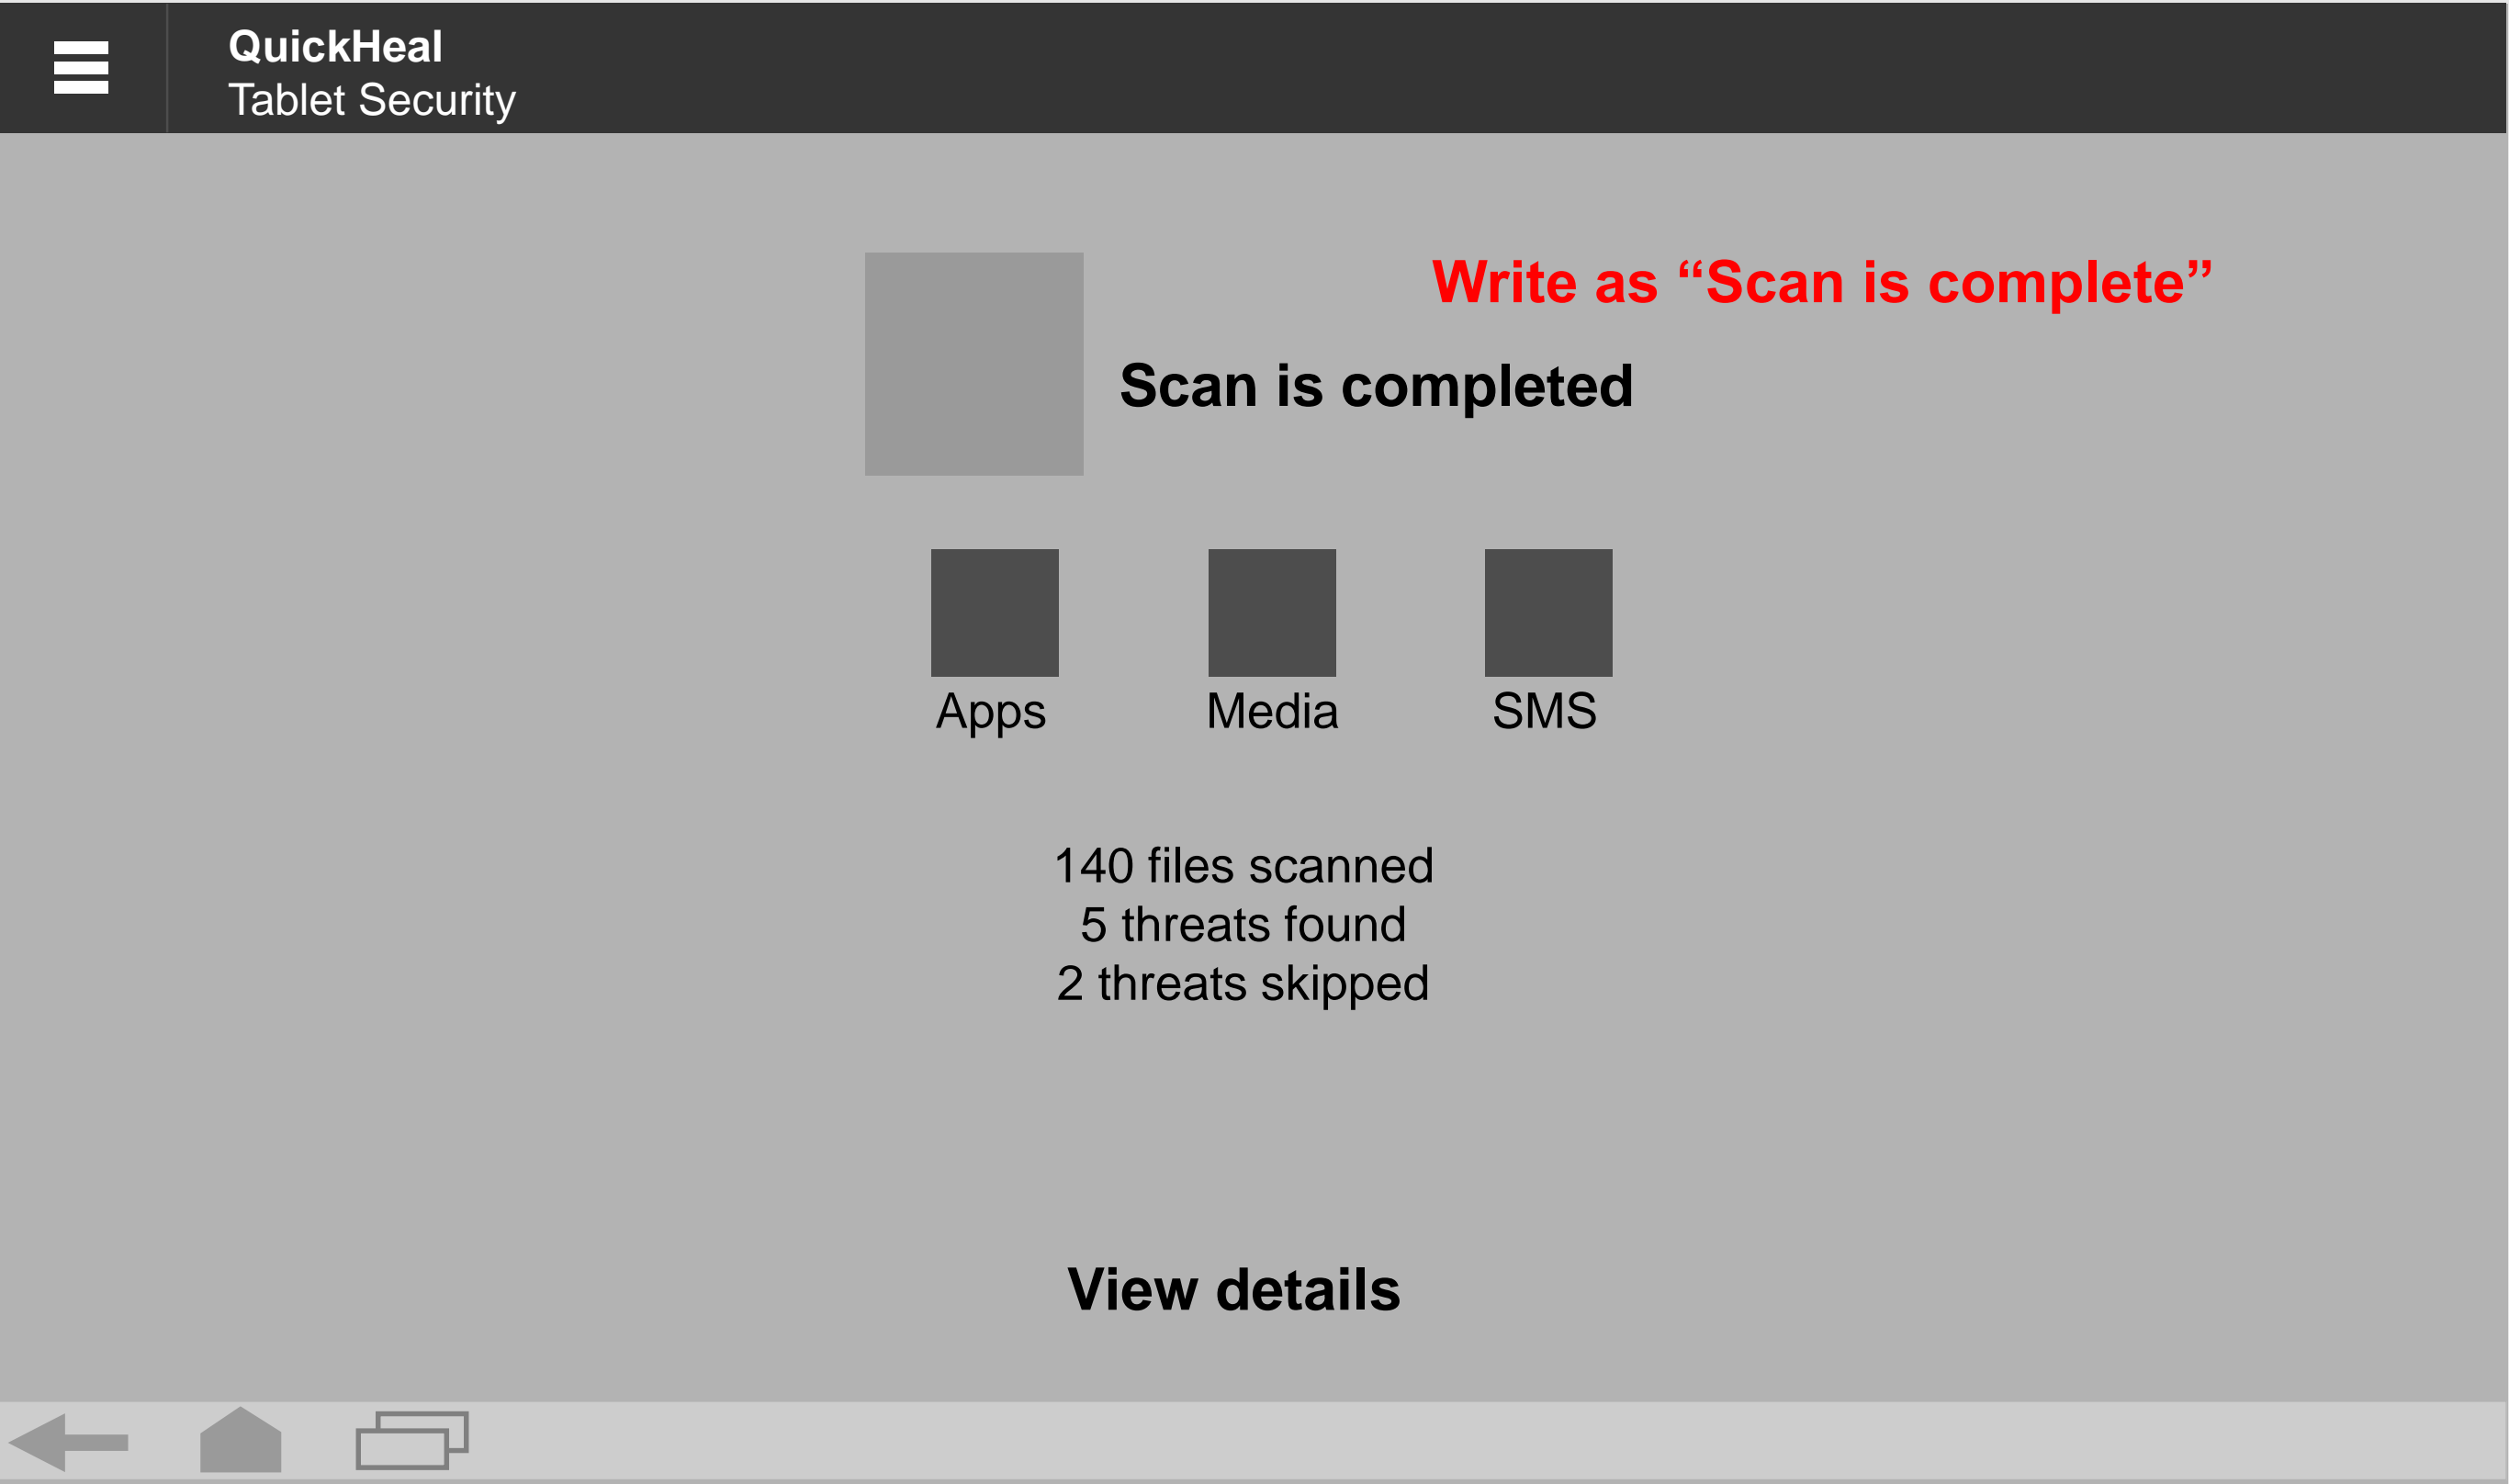 QuickHeal
Tablet Security
Write as “Scan is complete”
Scan is completed
Apps
Media
SMS
140 files scanned
5 threats found
2 threats skipped
View details